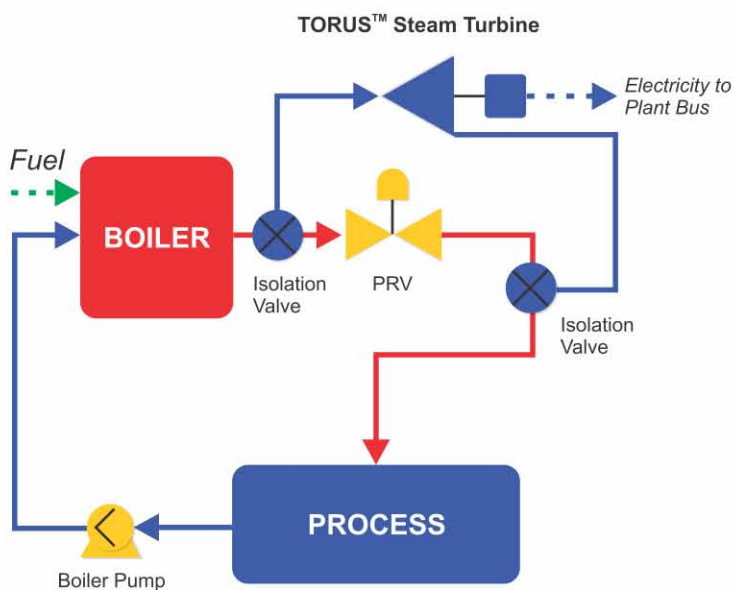 TORUS™ Steam Turbine
Electricity to
Plant Bus
Fuel
BOILER
Isolation
Valve
PRV
Isolation
Valve
PROCESS
Boiler Pump